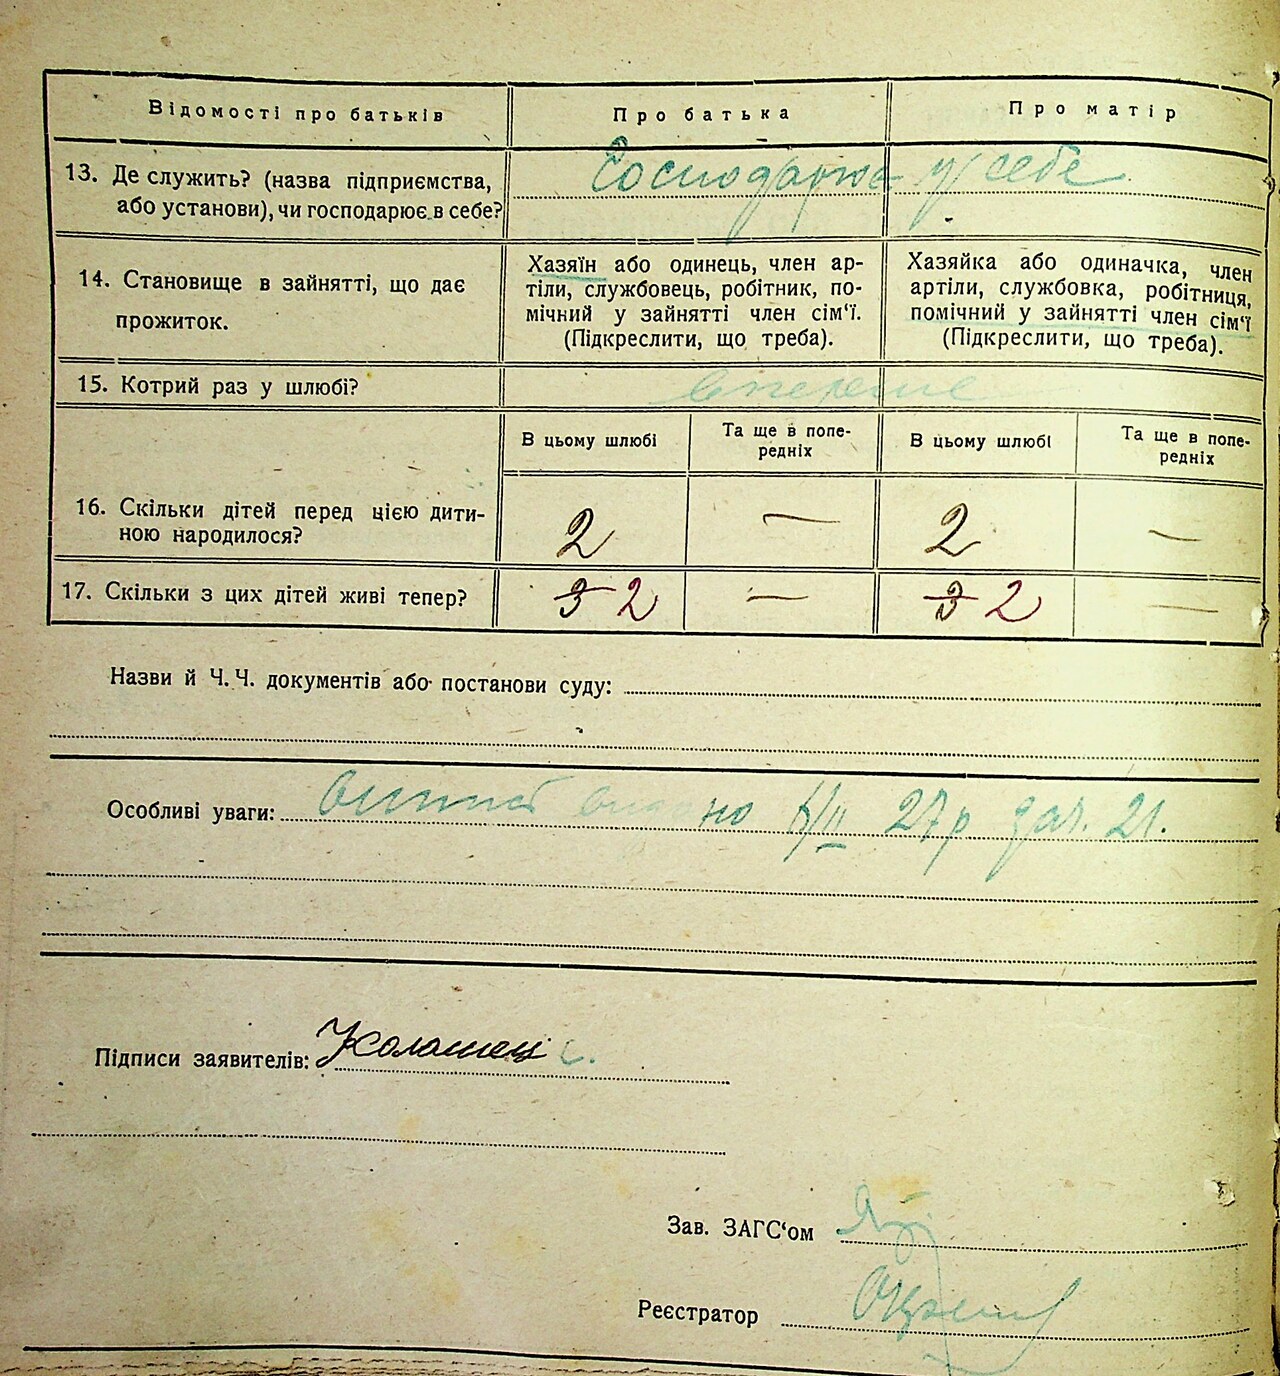 Відомості про батьків Про батька Про матір
13. Де служить? (назва підприємства,
або установи), чи господарює в себе?
Господарює у себе
14. Становище в зайнятті, що дає
прожиток.
Хазяїн або одинець, член ар-
тіли, службовець, робітник, по-
мічний у зайнятті член сім'ї.
(Підкреслити, що треба).
Хазяйка або одиначка, член
артіли, службовка, робітниця,
помічний у зайнятті член сім'ї
(Підкреслити, що треба).
15. Котрий раз у шлюбі? вперше
В цьому шлюбі
Та ще в попе-
редніх
В цьому шлюбі
Та ще в попе-
редніх
16. Скільки дітей перед цією дити-
ною народилося?
2 — 2 —
17. Скільки з цих дітей живі тепер? 3 2 — 3 2 —
Назви й Ч. Ч. документів або постанови суду:
Особливі уваги: но 27р 21.
Підписи заявителів:
Зав. ЗАГС'ом
Реєстратор